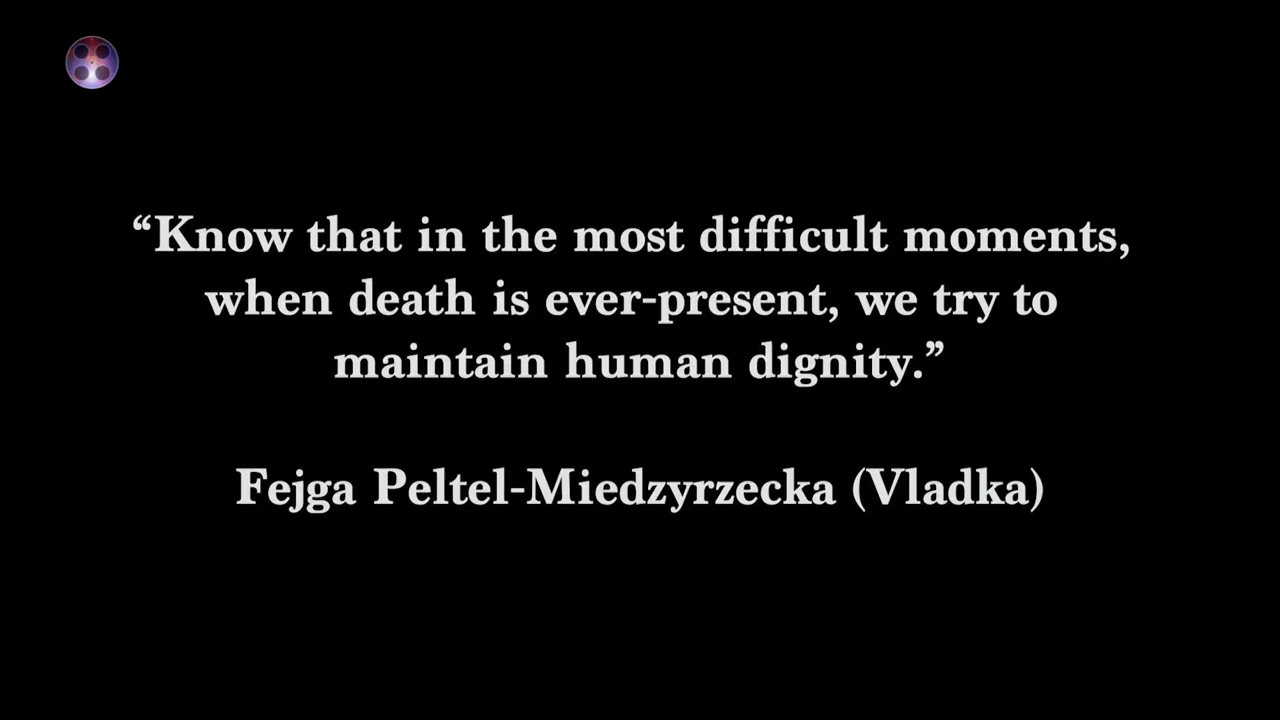 “Know that in the most difficult moments,
when death is ever-present, we try to
maintain human dignity.”
Fejga Peltel-Miedzyrzecka (Vladka)